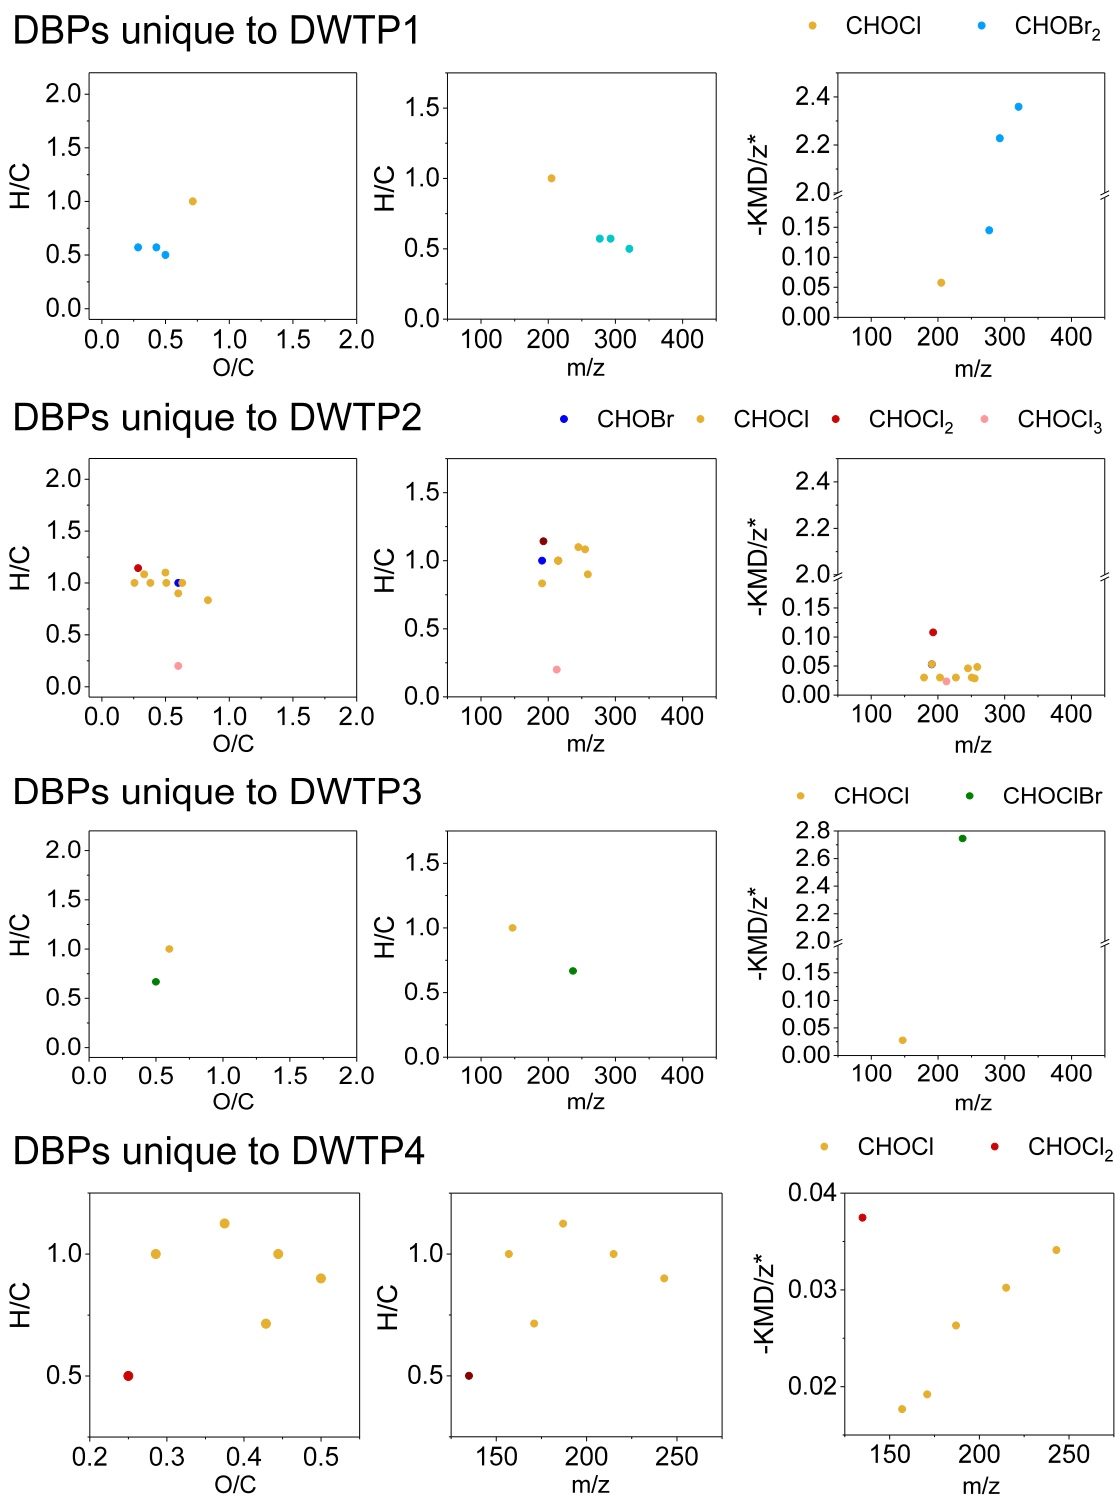 DBPs unique to DWTP1
CHOCl
CHOBr₂
2.0
1.5
1.0
0.5
0.0
H/C
0.0 0.5 1.0 1.5 2.0
O/C
1.5
1.0
0.5
0.0
H/C
100 200 300 400
m/z
2.4
2.2
2.0
0.15
0.10
0.05
0.00
-KMD/z*
100 200 300 400
m/z
DBPs unique to DWTP2
CHOBr
CHOCl
CHOCl₂
CHOCl₃
2.0
1.5
1.0
0.5
0.0
H/C
0.0 0.5 1.0 1.5 2.0
O/C
1.5
1.0
0.5
0.0
H/C
100 200 300 400
m/z
2.4
2.2
2.0
0.15
0.10
0.05
0.00
-KMD/z*
100 200 300 400
m/z
DBPs unique to DWTP3
CHOCl
CHOClBr
2.0
1.5
1.0
0.5
0.0
H/C
0.0 0.5 1.0 1.5 2.0
O/C
1.5
1.0
0.5
0.0
H/C
100 200 300 400
m/z
2.8
2.6
2.4
2.2
2.0
0.15
0.10
0.05
0.00
-KMD/z*
100 200 300 400
m/z
DBPs unique to DWTP4
CHOCl
CHOCl₂
1.0
0.5
H/C
0.2 0.3 0.4 0.5
O/C
1.0
0.5
H/C
150 200 250
m/z
0.04
0.03
0.02
-KMD/z*
150 200 250
m/z